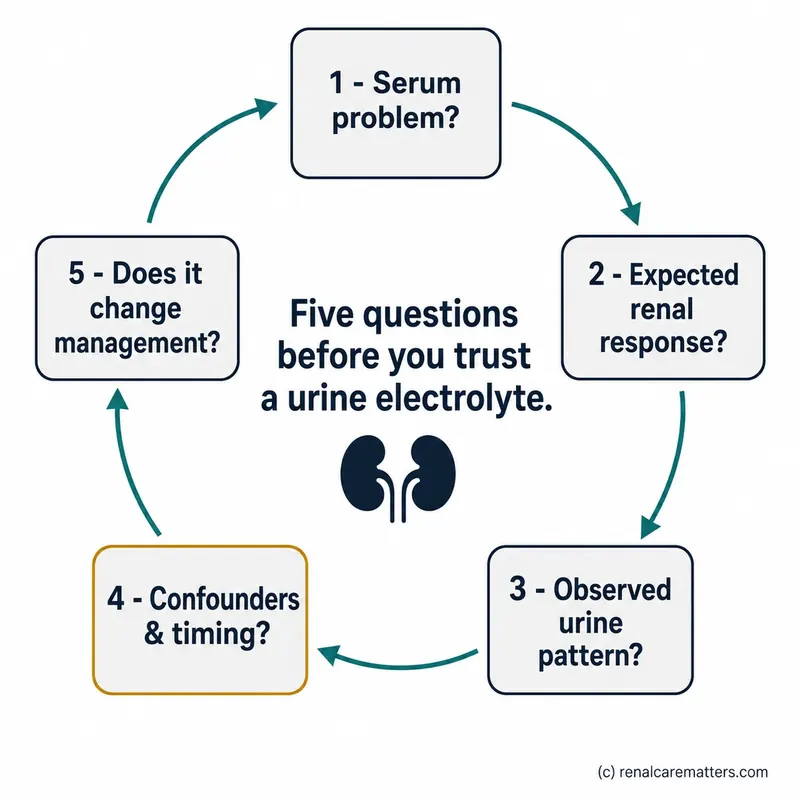 1 - Serum
problem?
2 - Expected
renal
response?
3 - Observed
urine
pattern?
4 - Confounders
& timing?
5 - Does it
change
management?
Five questions
before you trust
a urine electrolyte.
(c) renalcarematters.com